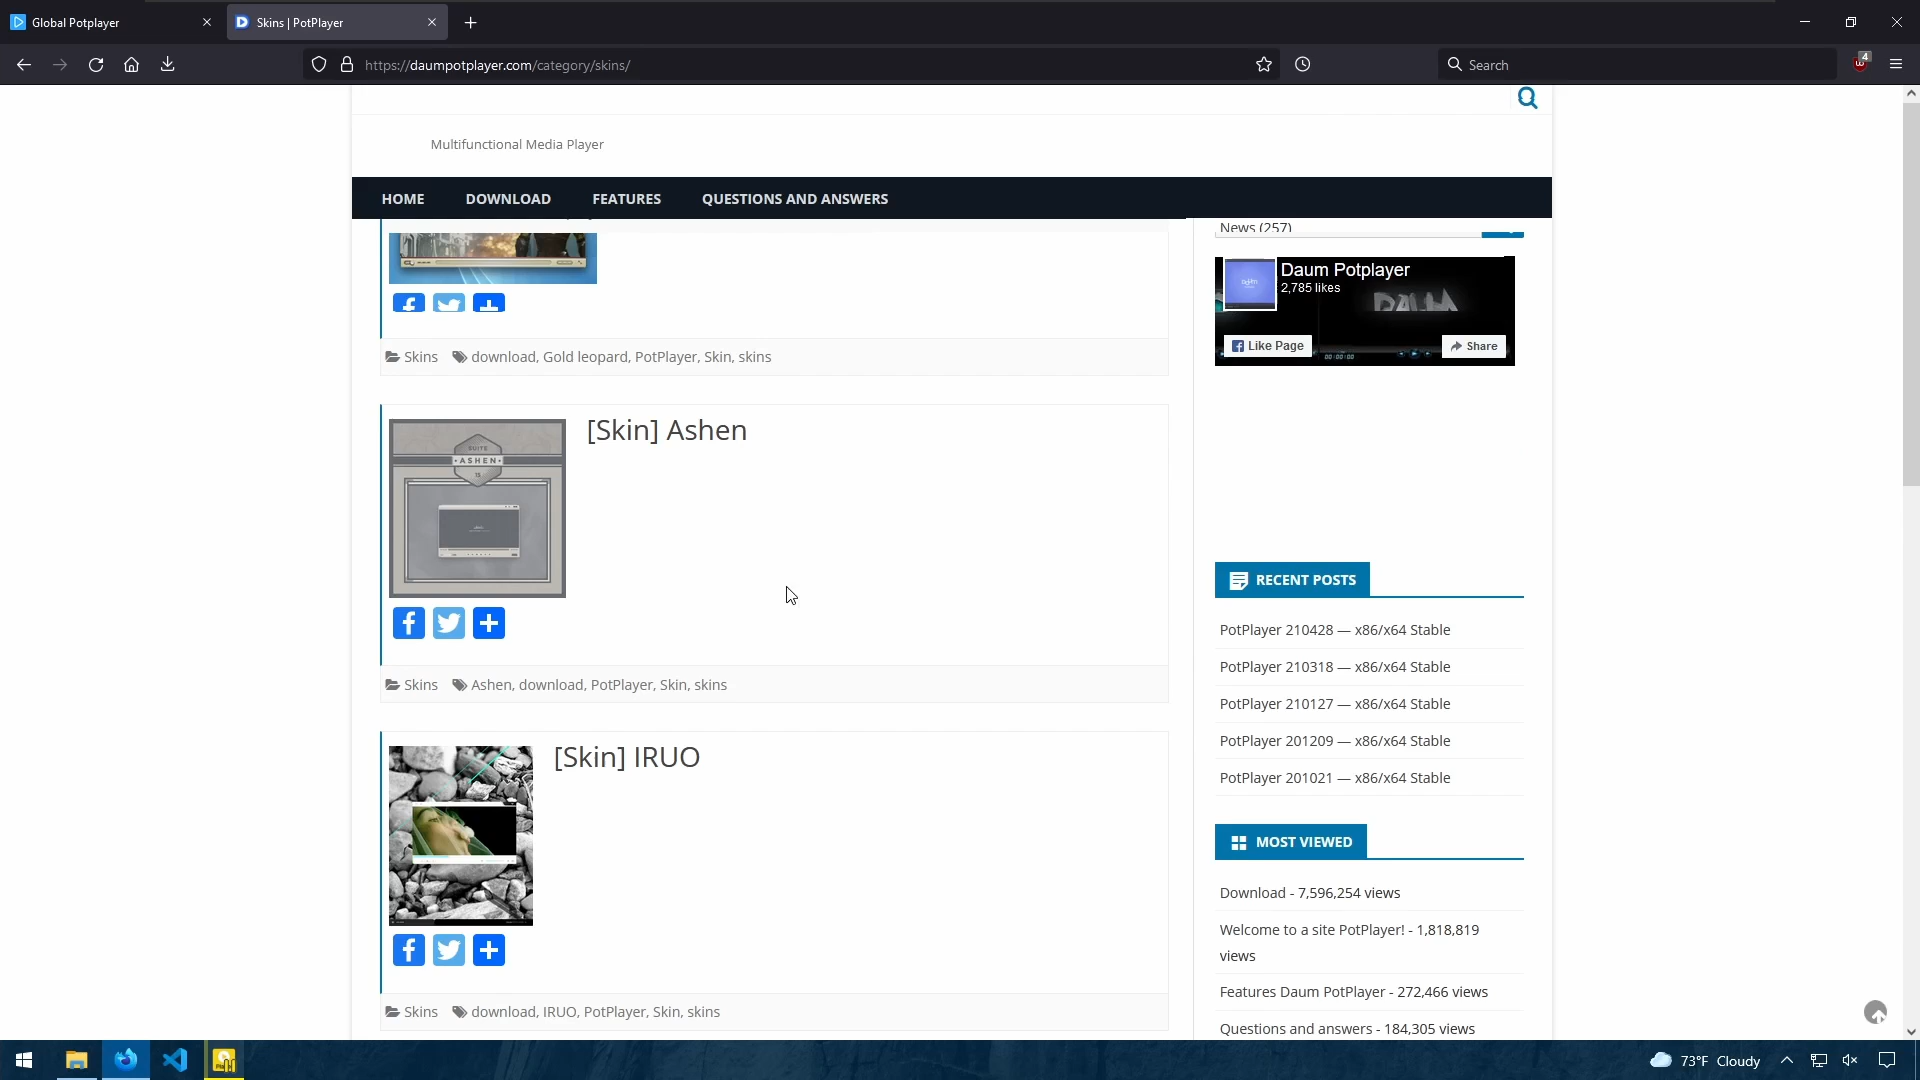 Global Potplayer
Skins | PotPlayer
https://daumpotplayer.com/category/skins/
Search
4
Multifunctional Media Player
HOME
DOWNLOAD
FEATURES
QUESTIONS AND ANSWERS
News (257)
Daum Potplayer
2,785 likes
Like Page
Share
Skins
download, Gold leopard, PotPlayer, Skin, skins
[Skin] Ashen
SUITE
ASHEN
Skins
Ashen, download, PotPlayer, Skin, skins
[Skin] IRUO
Skins
download, IRUO, PotPlayer, Skin, skins
RECENT POSTS
PotPlayer 210428 — x86/x64 Stable
PotPlayer 210318 — x86/x64 Stable
PotPlayer 210127 — x86/x64 Stable
PotPlayer 201209 — x86/x64 Stable
PotPlayer 201021 — x86/x64 Stable
MOST VIEWED
Download - 7,596,254 views
Welcome to a site PotPlayer! - 1,818,819
views
Features Daum PotPlayer - 272,466 views
Questions and answers - 184,305 views
73°F Cloudy